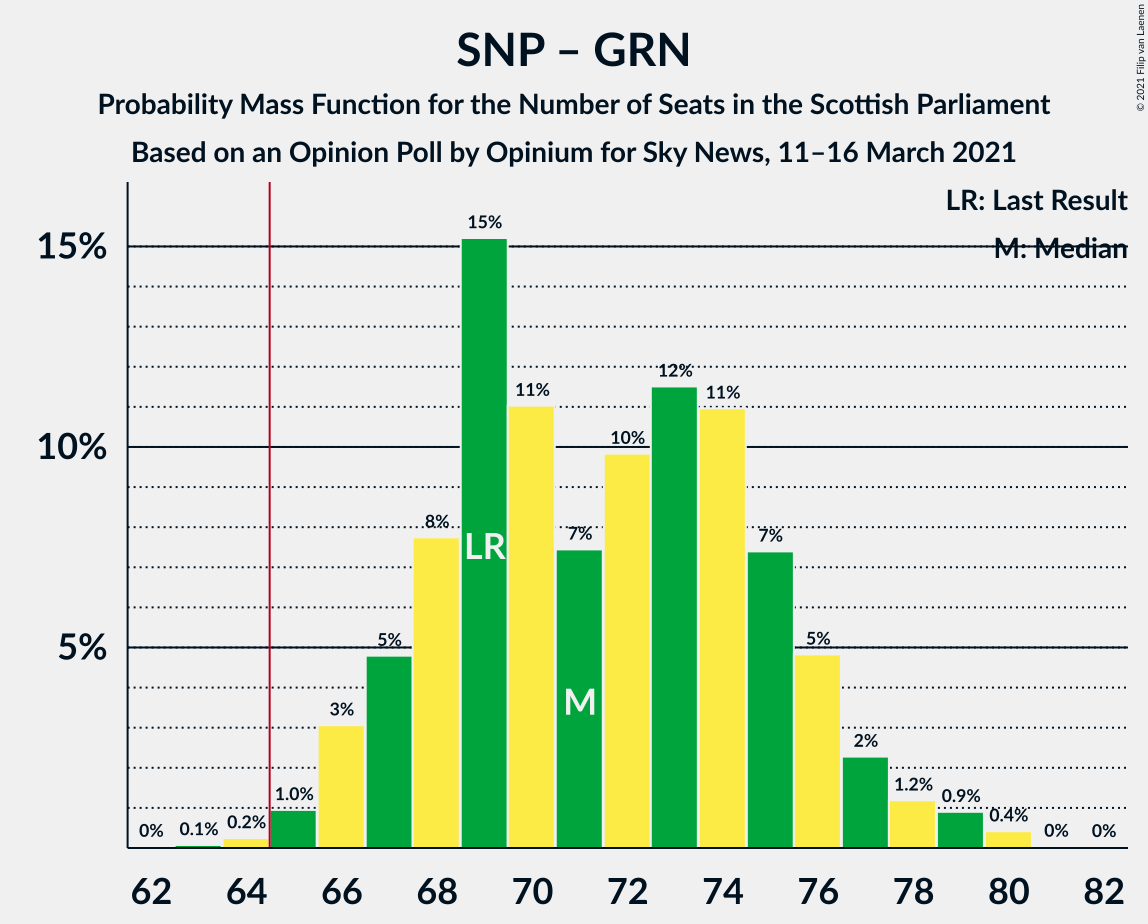 SNP – GRN
Probability Mass Function for the Number of Seats in the Scottish Parliament
Based on an Opinion Poll by Opinium for Sky News, 11–16 March 2021
© 2021 Filip van Laenen
LR: Last Result
M: Median
15%
10%
5%
0%
0.1%
0.2%
1.0%
3%
5%
8%
15%
11%
7%
10%
12%
11%
7%
5%
2%
1.2%
0.9%
0.4%
0%
0%
LR
M
62 64 66 68 70 72 74 76 78 80 82